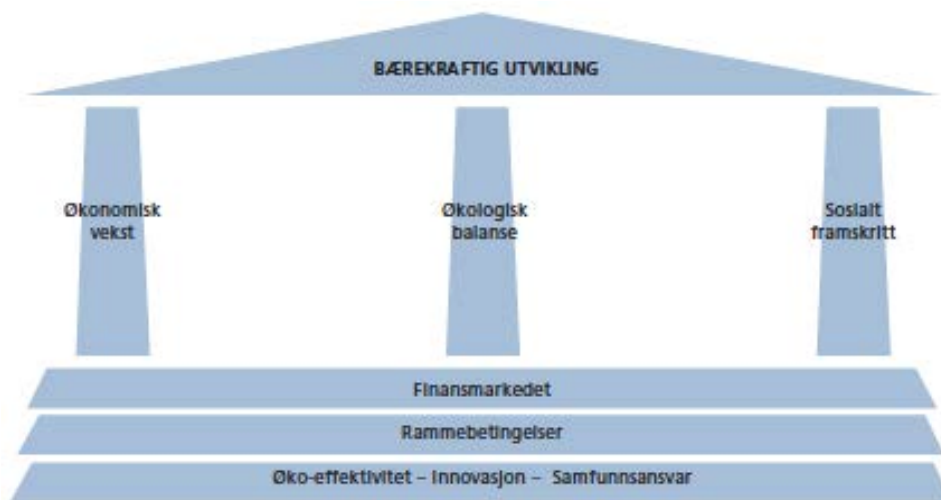 BÆREKRAFTIG UTVIKLING
Økonomisk
vekst
Økologisk
balanse
Sosialt
framskritt
Finansmarkedet
Rammebetingelser
Øko-effektivitet – Innovasjon – Samfunnsansvar